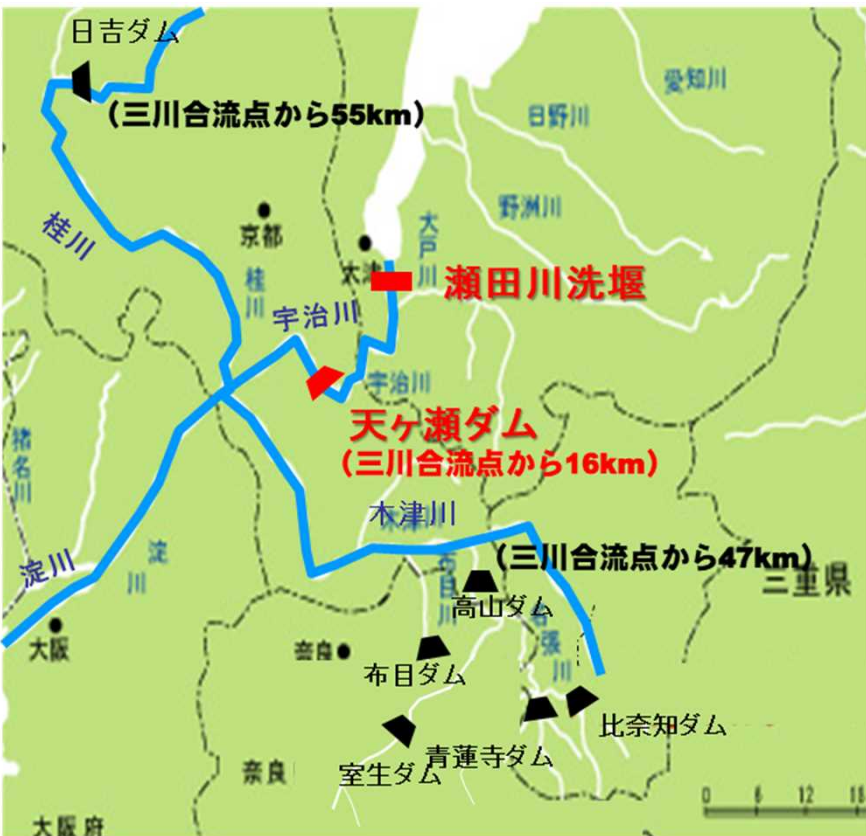 日吉ダム
(三川合流点から55km)
愛知川
日野川
野洲川
大戸川
桂川
京都
大津
桂川
瀬田川洗堰
宇治川
宇治川
天ヶ瀬ダム
(三川合流点から16km)
猪名川
木津川
淀川
淀川
(三川合流点から47km)
布目川
三重県
高山ダム
名張川
大阪
奈良
布目ダム
比奈知ダム
青蓮寺ダム
室生ダム
奈良
0 6 12 18
大阪府